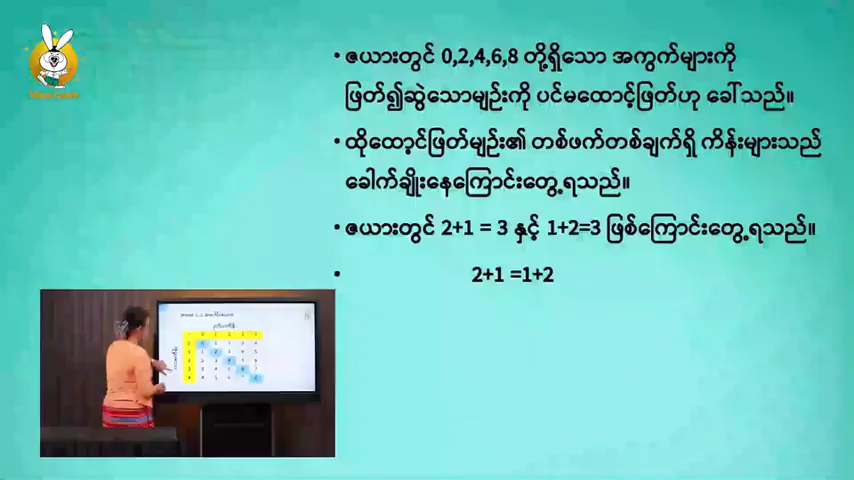 • ဇယားတွင် 0,2,4,6,8 တို့ရှိသော အကွက်များကို
ဖြတ်၍ဆွဲသောမျဉ်းကို ပင်မထောင့်ဖြတ်ဟု ခေါ်သည်။
• ထိုထောင့်ဖြတ်မျဉ်း၏ တစ်ဖက်တစ်ချက်ရှိ ကိန်းများသည်
ခေါက်ချိုးနေကြောင်းတွေ့ရသည်။
• ဇယားတွင် 2+1 = 3 နှင့် 1+2=3 ဖြစ်ကြောင်းတွေ့ရသည်။
• 2+1 =1+2